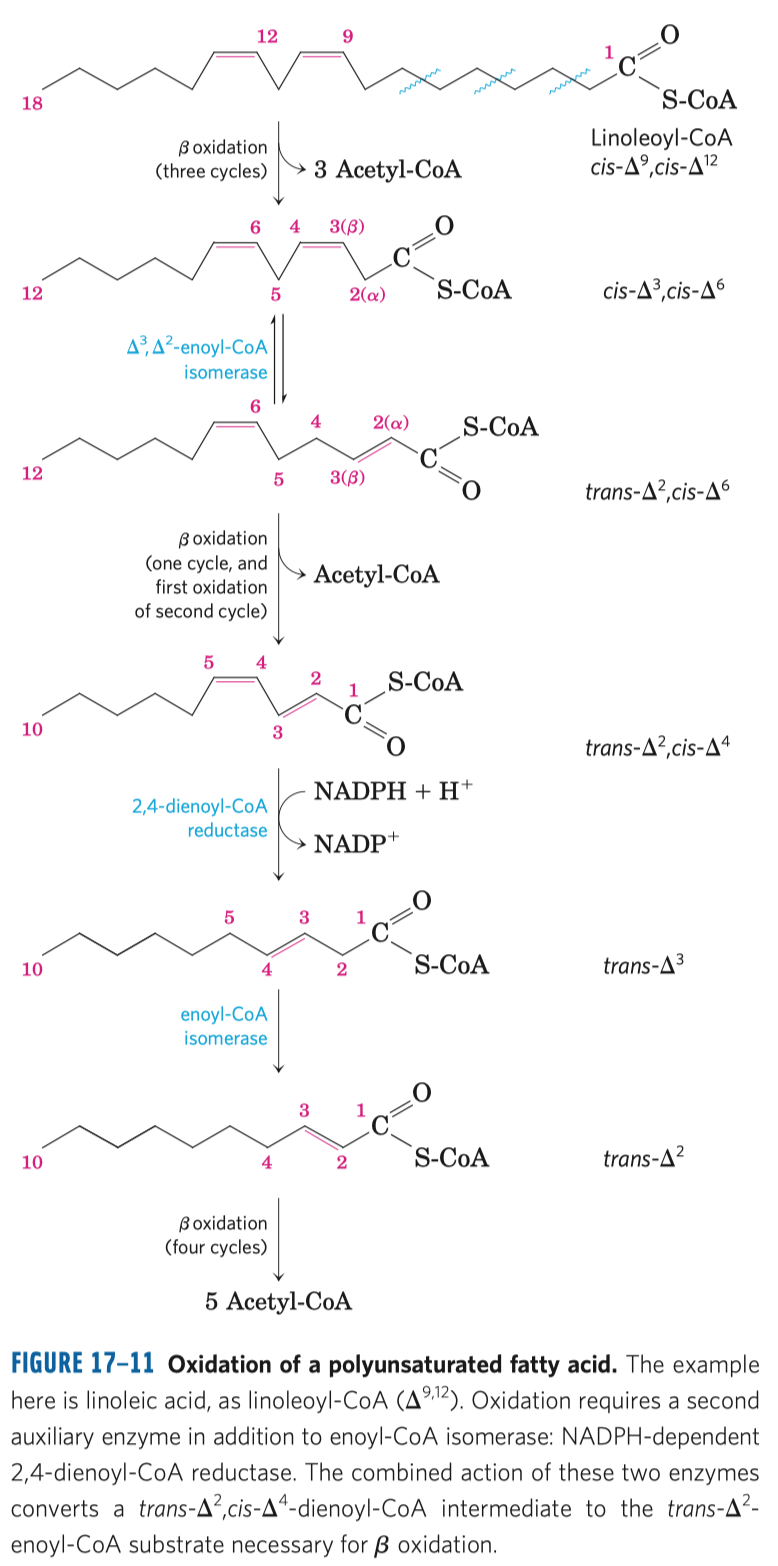 12 9
1
O
C
S-CoA
18
Linoleoyl-CoA
cis-Δ⁹,cis-Δ¹²
β oxidation
(three cycles)
3 Acetyl-CoA
6 4 3(β)
O
C
S-CoA
12
5 2(α)
cis-Δ³,cis-Δ⁶
Δ³,Δ²-enoyl-CoA
isomerase
6
4 2(α)
S-CoA
C
O
12
5 3(β)
trans-Δ²,cis-Δ⁶
β oxidation
(one cycle, and
first oxidation
of second cycle)
Acetyl-CoA
5 4
2
1
S-CoA
C
O
10
3
trans-Δ²,cis-Δ⁴
2,4-dienoyl-CoA
reductase
NADPH + H⁺
NADP⁺
5 3 1
O
C
S-CoA
10
4 2
trans-Δ³
enoyl-CoA
isomerase
3 1
O
C
S-CoA
10
4 2
trans-Δ²
β oxidation
(four cycles)
5 Acetyl-CoA
FIGURE 17–11 Oxidation of a polyunsaturated fatty acid. The example
here is linoleic acid, as linoleoyl-CoA (Δ⁹,¹²). Oxidation requires a second
auxiliary enzyme in addition to enoyl-CoA isomerase: NADPH-dependent
2,4-dienoyl-CoA reductase. The combined action of these two enzymes
converts a trans-Δ²,cis-Δ⁴-dienoyl-CoA intermediate to the trans-Δ²-
enoyl-CoA substrate necessary for β oxidation.